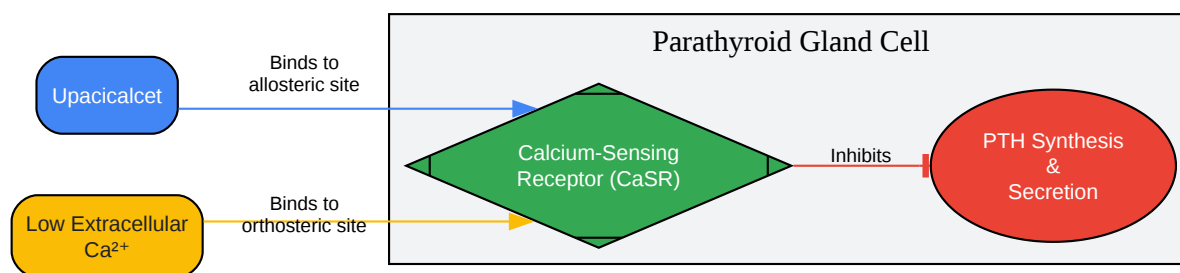 Parathyroid Gland Cell
Binds to
allosteric site
Upacicalcet
Calcium-Sensing
Receptor (CaSR)
Inhibits
PTH Synthesis
&
Secretion
Binds to
orthosteric site
Low Extracellular
Ca²⁺